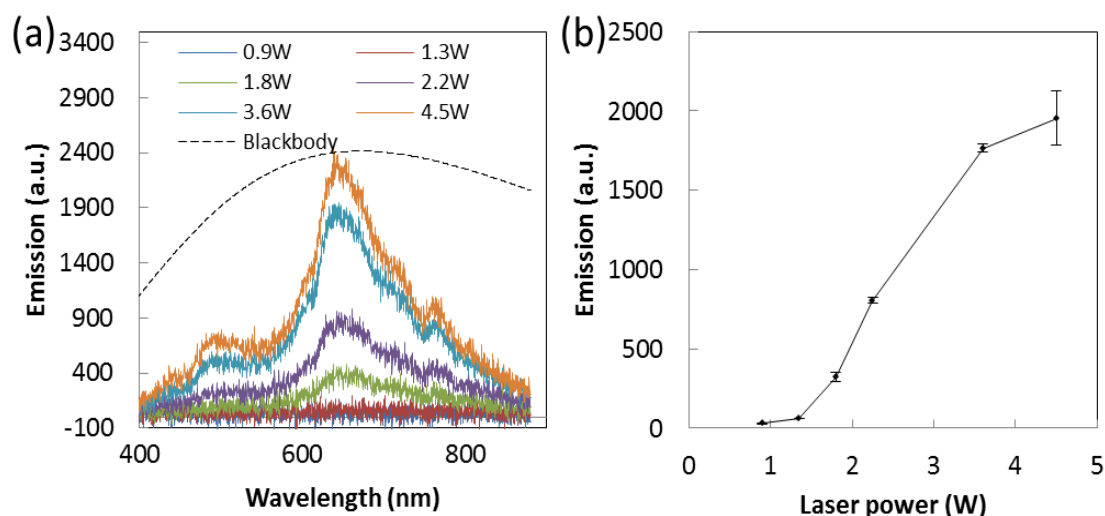 (a)
3400
2900
2400
1900
1400
900
400
-100
Emission (a.u.)
0.9W 1.3W
1.8W 2.2W
3.6W 4.5W
Blackbody
400 600 800
Wavelength (nm)
(b)
2500
2000
1500
1000
500
0
Emission (a.u.)
0 1 2 3 4 5
Laser power (W)